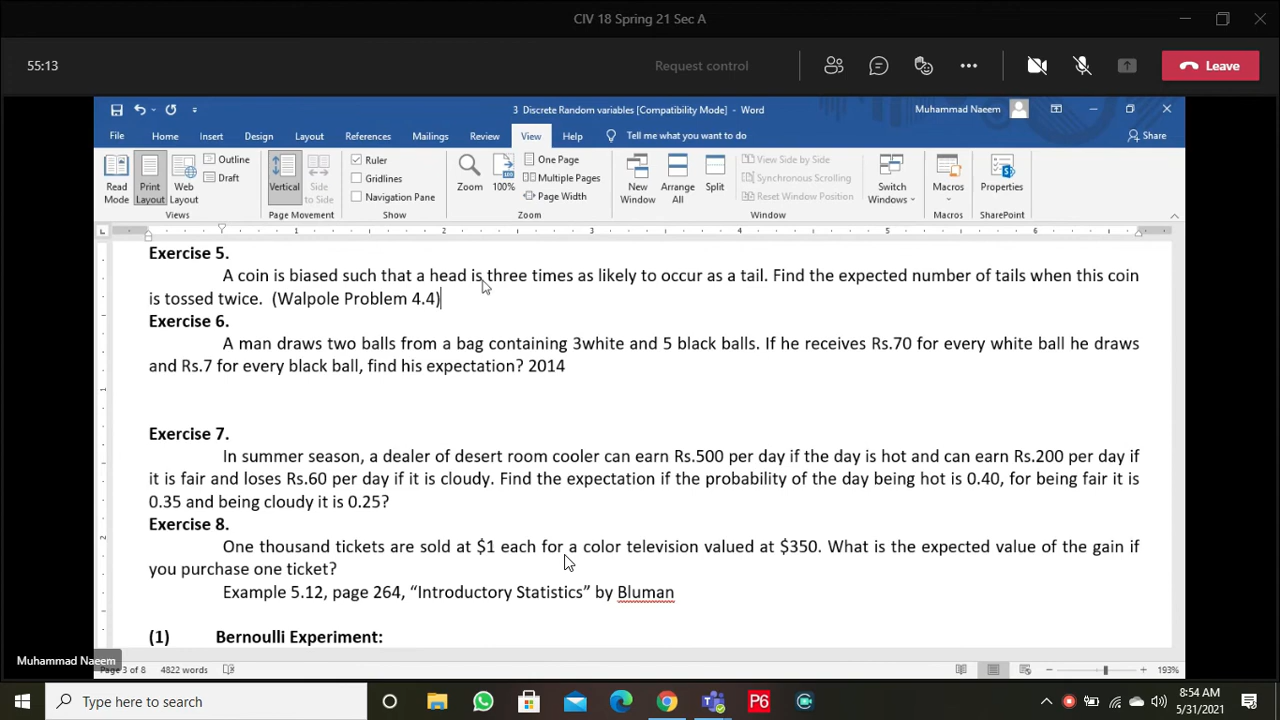 CIV 18 Spring 21 Sec A
55:13
Request control
Leave
3 Discrete Random variables [Compatibility Mode] - Word
Muhammad Naeem
File Home Insert Design Layout References Mailings Review View Help Tell me what you want to do Share
Read Mode
Print Layout
Web Layout
Outline
Draft
Views
Vertical
Side to Side
Page Movement
Ruler
Gridlines
Navigation Pane
Show
Zoom
100%
One Page
Multiple Pages
Page Width
Zoom
New Window
Arrange All
Split
View Side by Side
Synchronous Scrolling
Reset Window Position
Switch Windows
Window
Macros
Macros
Properties
SharePoint
1 2 3 4 5 6
Exercise 5.
A coin is biased such that a head is three times as likely to occur as a tail. Find the expected number of tails when this coin
is tossed twice. (Walpole Problem 4.4)
Exercise 6.
A man draws two balls from a bag containing 3white and 5 black balls. If he receives Rs.70 for every white ball he draws
and Rs.7 for every black ball, find his expectation? 2014
Exercise 7.
In summer season, a dealer of desert room cooler can earn Rs.500 per day if the day is hot and can earn Rs.200 per day if
it is fair and loses Rs.60 per day if it is cloudy. Find the expectation if the probability of the day being hot is 0.40, for being fair it is
0.35 and being cloudy it is 0.25?
Exercise 8.
One thousand tickets are sold at $1 each for a color television valued at $350. What is the expected value of the gain if
you purchase one ticket?
Example 5.12, page 264, “Introductory Statistics” by Bluman
(1) Bernoulli Experiment:
Muhammad Naeem
Page 3 of 8 4822 words
193%
Type here to search
P6
8:54 AM
5/31/2021